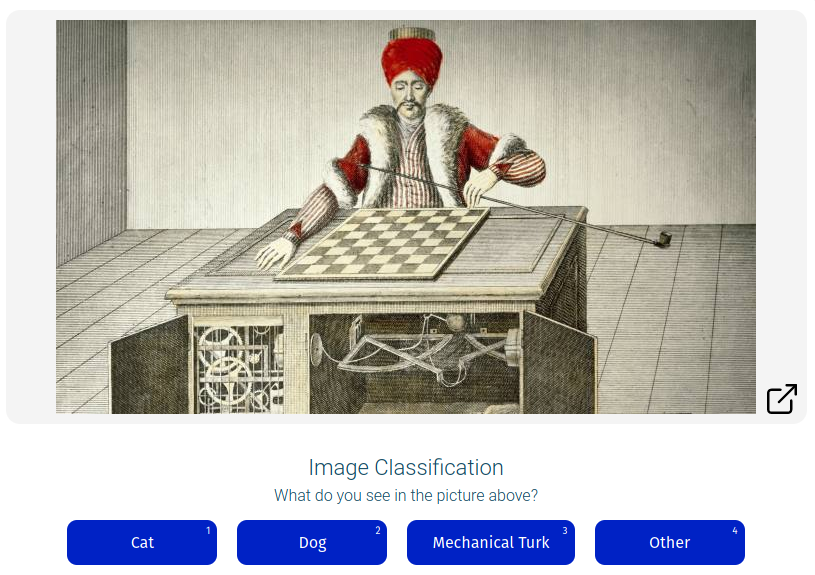 Image Classification
What do you see in the picture above?
Cat 1
Dog 2
Mechanical Turk 3
Other 4